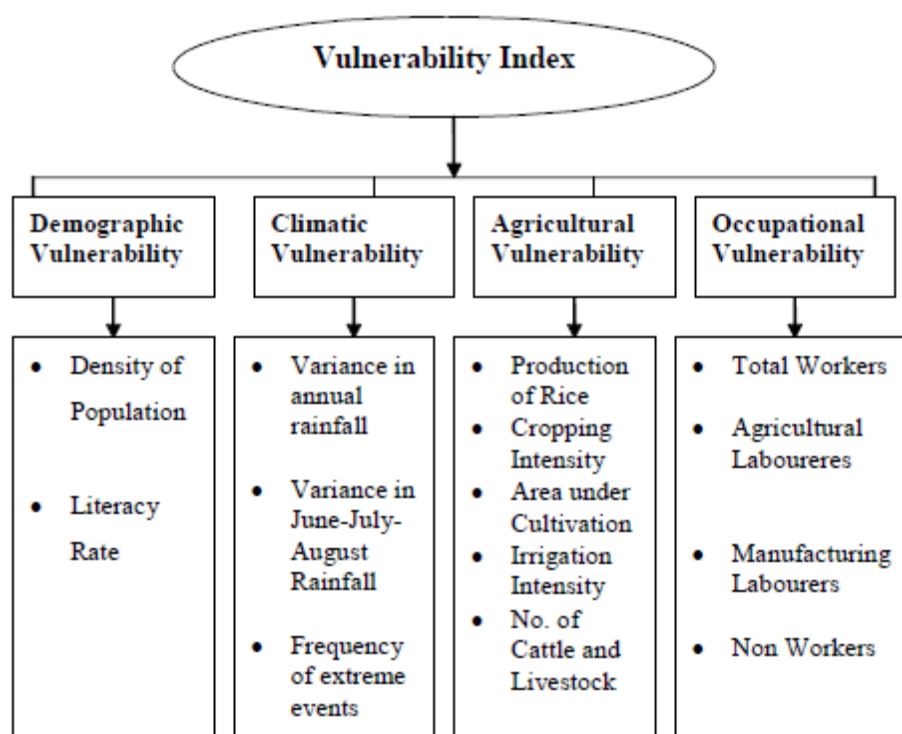 Vulnerability Index
Demographic
Vulnerability
Climatic
Vulnerability
Agricultural
Vulnerability
Occupational
Vulnerability
• Density of
Population
• Literacy
Rate
• Variance in
annual
rainfall
• Variance in
June-July-
August
Rainfall
• Frequency
of extreme
events
• Production
of Rice
• Cropping
Intensity
• Area under
Cultivation
• Irrigation
Intensity
• No. of
Cattle and
Livestock
• Total Workers
• Agricultural
Laboureres
• Manufacturing
Labourers
• Non Workers